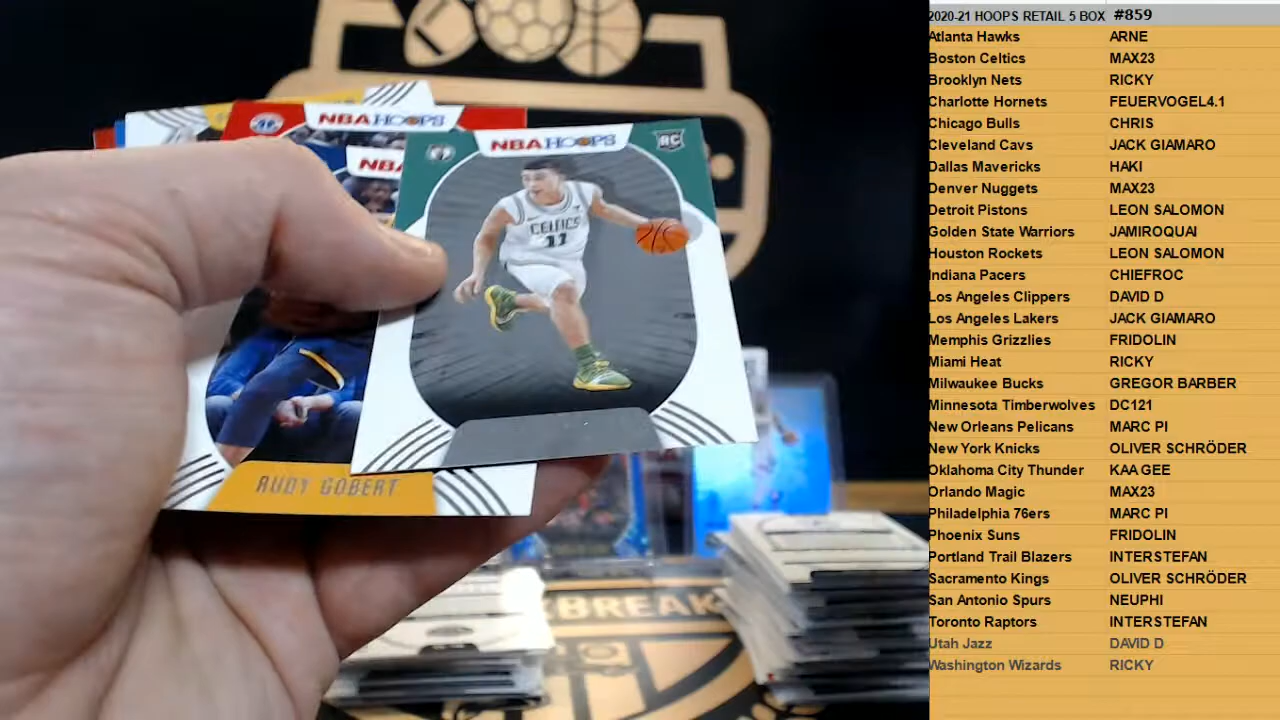 NBA HOOPS
NBA
NBA HOOPS
RC
CELTICS
11
RUDY GOBERT
BREAK
2020-21 HOOPS RETAIL 5 BOX #859
Atlanta Hawks ARNE
Boston Celtics MAX23
Brooklyn Nets RICKY
Charlotte Hornets FEUERVOGEL4.1
Chicago Bulls CHRIS
Cleveland Cavs JACK GIAMARO
Dallas Mavericks HAKI
Denver Nuggets MAX23
Detroit Pistons LEON SALOMON
Golden State Warriors JAMIROQUAI
Houston Rockets LEON SALOMON
Indiana Pacers CHIEFROC
Los Angeles Clippers DAVID D
Los Angeles Lakers JACK GIAMARO
Memphis Grizzlies FRIDOLIN
Miami Heat RICKY
Milwaukee Bucks GREGOR BARBER
Minnesota Timberwolves DC121
New Orleans Pelicans MARC PI
New York Knicks OLIVER SCHRÖDER
Oklahoma City Thunder KAA GEE
Orlando Magic MAX23
Philadelphia 76ers MARC PI
Phoenix Suns FRIDOLIN
Portland Trail Blazers INTERSTEFAN
Sacramento Kings OLIVER SCHRÖDER
San Antonio Spurs NEUPHI
Toronto Raptors INTERSTEFAN
Utah Jazz DAVID D
Washington Wizards RICKY